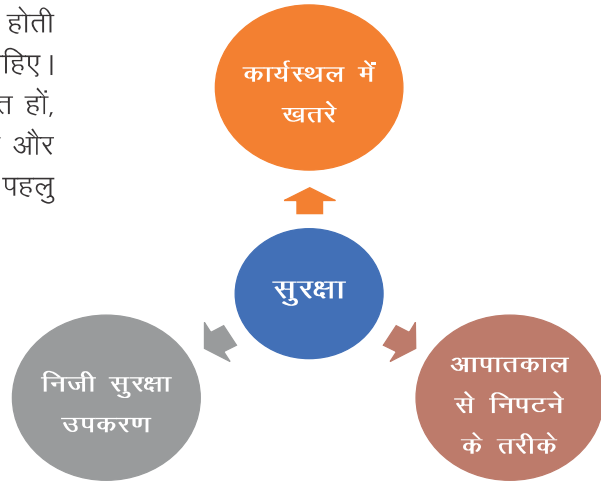 होती
हिए।
त हों,
और
पहलु
कार्यस्थल में
खतरे
सुरक्षा
निजी सुरक्षा
उपकरण
आपातकाल
से निपटने
के तरीके